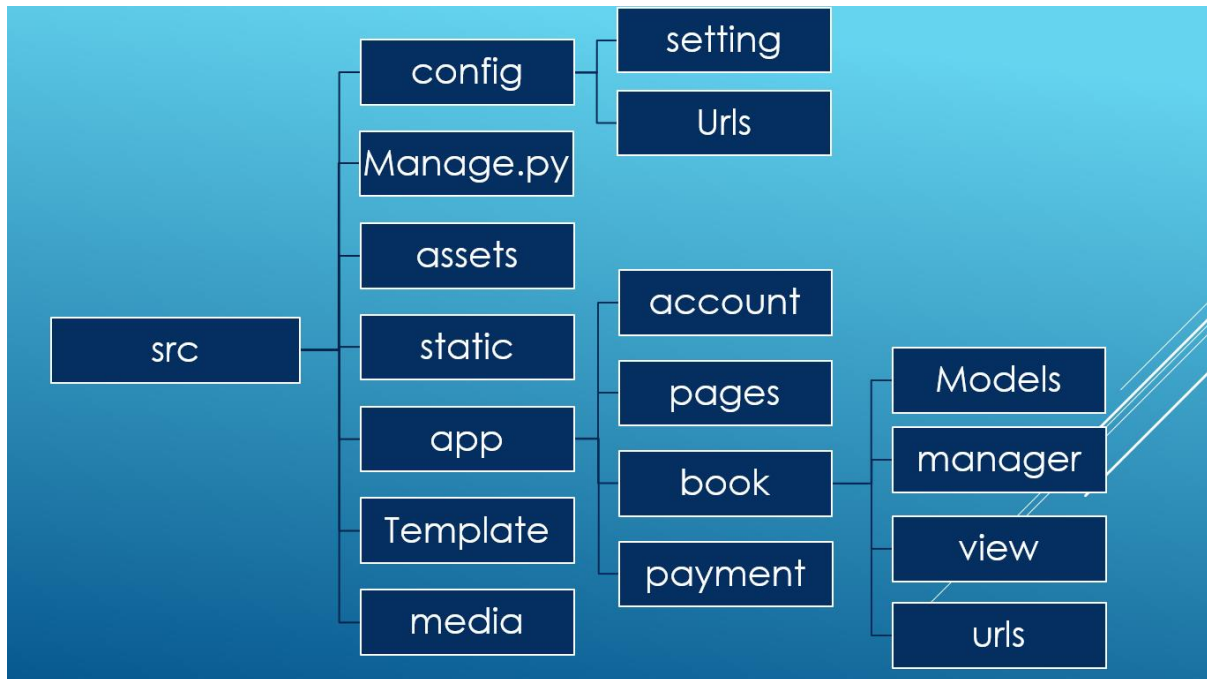 src
config
setting
Urls
Manage.py
assets
static
app
account
pages
book
Models
manager
view
urls
payment
Template
media